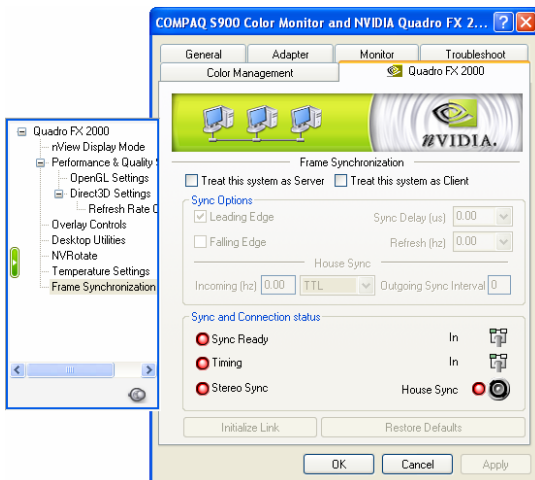 COMPAQ S900 Color Monitor and NVIDIA Quadro FX 2...
General Adapter Monitor Troubleshoot
Color Management Quadro FX 2000
nVIDIA.
Frame Synchronization
Treat this system as Server Treat this system as Client
Sync Options
Leading Edge Sync Delay (us) 0.00
Falling Edge Refresh (hz) 0.00
House Sync
Incoming (hz) 0.00 TTL Outgoing Sync Interval 0
Sync and Connection status
Sync Ready In
Timing In
Stereo Sync House Sync
Initialize Link Restore Defaults
OK Cancel Apply
Quadro FX 2000
nView Display Mode
Performance & Quality S
OpenGL Settings
Direct3D Settings
Refresh Rate O
Overlay Controls
Desktop Utilities
NVRotate
Temperature Settings
Frame Synchronization